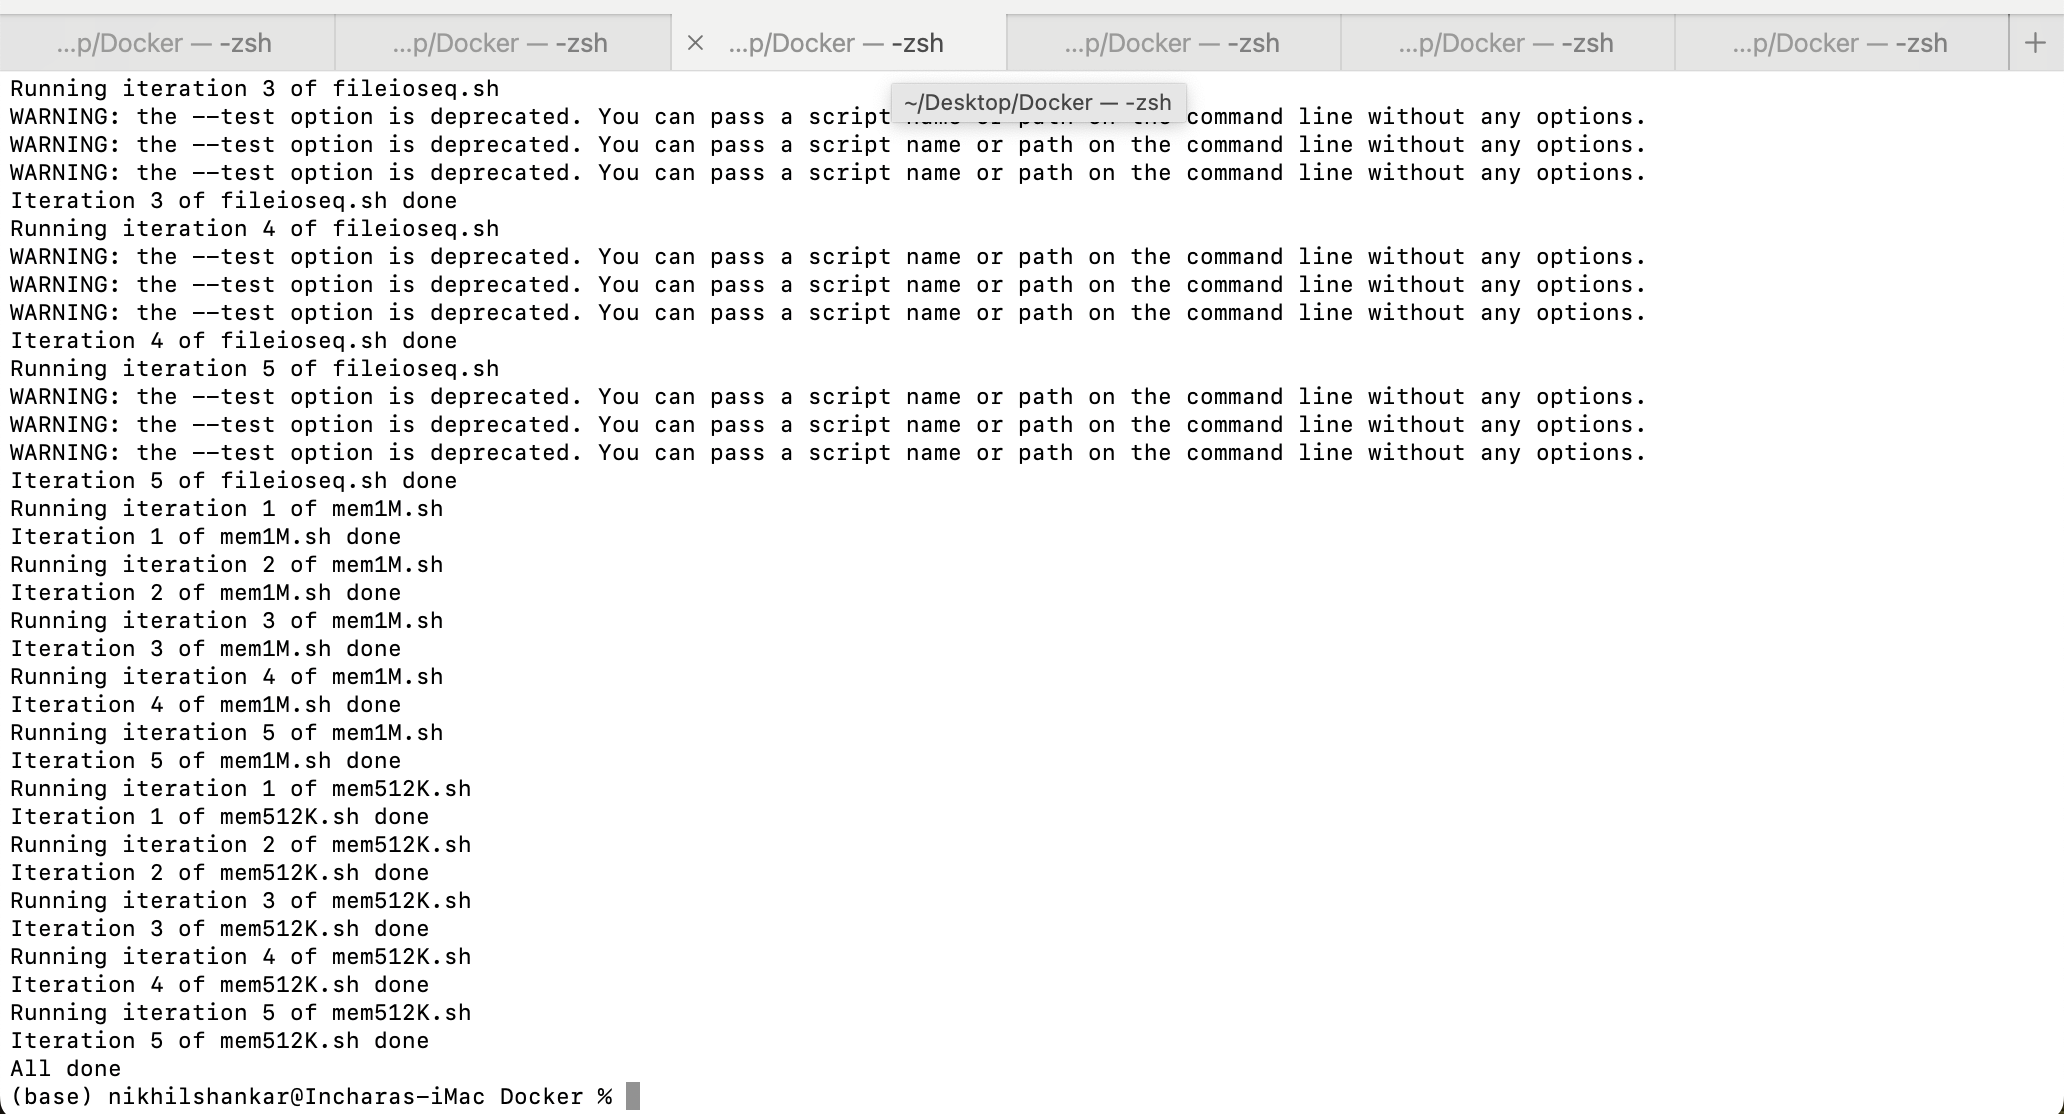 ...p/Docker — -zsh ...p/Docker — -zsh ...p/Docker — -zsh ...p/Docker — -zsh ...p/Docker — -zsh ...p/Docker — -zsh
Running iteration 3 of fileioseq.sh
~/Desktop/Docker — -zsh
WARNING: the --test option is deprecated. You can pass a script name or path on the command line without any options.
WARNING: the --test option is deprecated. You can pass a script name or path on the command line without any options.
WARNING: the --test option is deprecated. You can pass a script name or path on the command line without any options.
Iteration 3 of fileioseq.sh done
Running iteration 4 of fileioseq.sh
WARNING: the --test option is deprecated. You can pass a script name or path on the command line without any options.
WARNING: the --test option is deprecated. You can pass a script name or path on the command line without any options.
WARNING: the --test option is deprecated. You can pass a script name or path on the command line without any options.
Iteration 4 of fileioseq.sh done
Running iteration 5 of fileioseq.sh
WARNING: the --test option is deprecated. You can pass a script name or path on the command line without any options.
WARNING: the --test option is deprecated. You can pass a script name or path on the command line without any options.
WARNING: the --test option is deprecated. You can pass a script name or path on the command line without any options.
Iteration 5 of fileioseq.sh done
Running iteration 1 of mem1M.sh
Iteration 1 of mem1M.sh done
Running iteration 2 of mem1M.sh
Iteration 2 of mem1M.sh done
Running iteration 3 of mem1M.sh
Iteration 3 of mem1M.sh done
Running iteration 4 of mem1M.sh
Iteration 4 of mem1M.sh done
Running iteration 5 of mem1M.sh
Iteration 5 of mem1M.sh done
Running iteration 1 of mem512K.sh
Iteration 1 of mem512K.sh done
Running iteration 2 of mem512K.sh
Iteration 2 of mem512K.sh done
Running iteration 3 of mem512K.sh
Iteration 3 of mem512K.sh done
Running iteration 4 of mem512K.sh
Iteration 4 of mem512K.sh done
Running iteration 5 of mem512K.sh
Iteration 5 of mem512K.sh done
All done
(base) nikhilshankar@Incharas-iMac Docker %